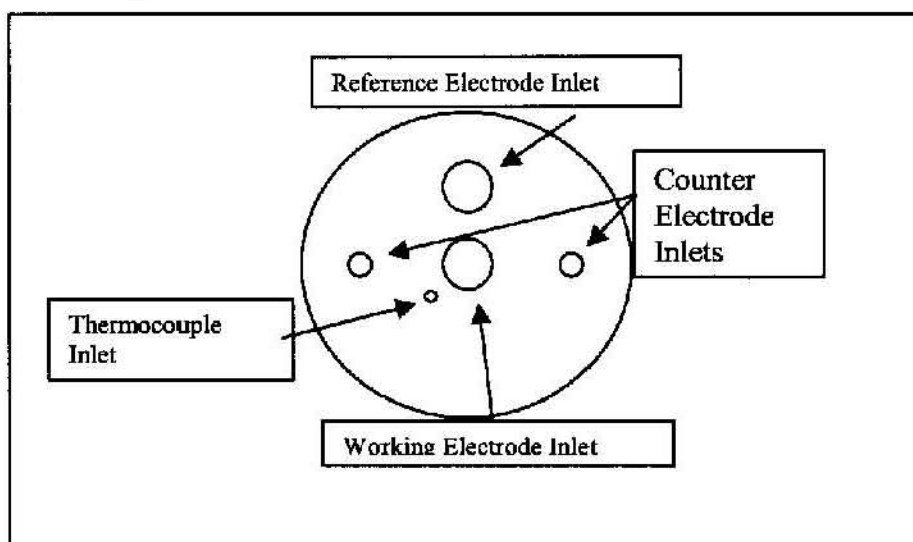 Reference Electrode Inlet
Counter
Electrode
Inlets
Thermocouple
Inlet
Working Electrode Inlet